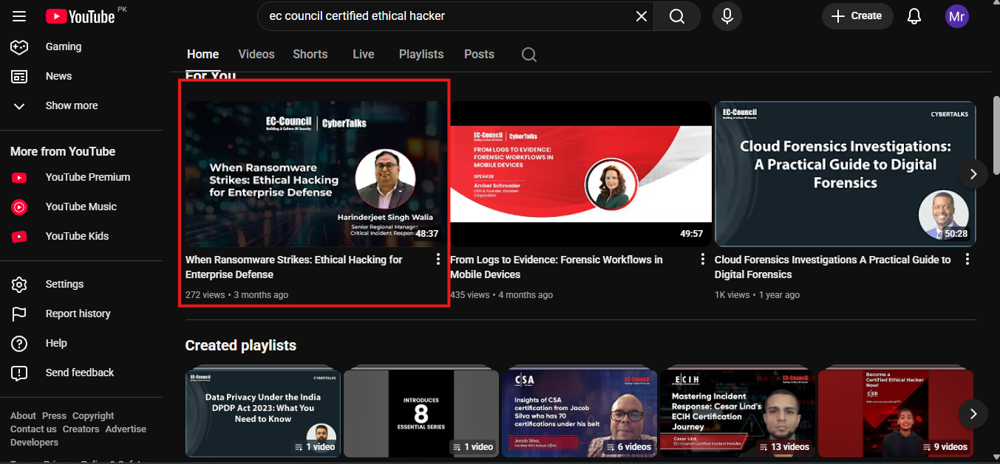 YouTube PK
ec council certified ethical hacker
Create
Mr
Gaming
News
Show more
More from YouTube
YouTube Premium
YouTube Music
YouTube Kids
Settings
Report history
Help
Send feedback
About Press Copyright
Contact us Creators Advertise
Developers
Home Videos Shorts Live Playlists Posts
For You
EC-Council CyberTalks
Building A Culture Of Security
When Ransomware
Strikes: Ethical Hacking
for Enterprise Defense
Harinderjeet Singh Walia
Senior Regional Manager
Critical Incident
48:37
When Ransomware Strikes: Ethical Hacking for
Enterprise Defense
272 views • 3 months ago
EC-Council CyberTalks
Building A Culture Of Security
FROM LOGS TO EVIDENCE:
FORENSIC WORKFLOWS IN
MOBILE DEVICES
SPEAKER
Amber Schroader
CEO & Founder, Paraben
Corporation
49:57
From Logs to Evidence: Forensic Workflows in
Mobile Devices
435 views • 4 months ago
EC-Council
Building A Culture Of Security
CYBERTALKS
Cloud Forensics Investigations:
A Practical Guide to Digital
Forensics
50:28
Cloud Forensics Investigations A Practical Guide to
Digital Forensics
1K views • 1 year ago
Created playlists
EC-Council
CYBERTALKS
Data Privacy Under the India
DPDP Act 2023: What You
Need to Know
1 video
INTRODUCES
8
ESSENTIAL SERIES
1 video
CSA
EC-Council
Insights of CSA
certification from Jacob
Silva who has 70
certifications under his belt
Jacob Silva,
6 videos
ECIH
EC-Council
Mastering Incident
Response: Cesar Lind's
ECIH Certification
Journey
Cesar Lind,
EC-Council Certified Incident Handler
13 videos
Become a
Certified Ethical Hacker
Now!
CEH
9 videos